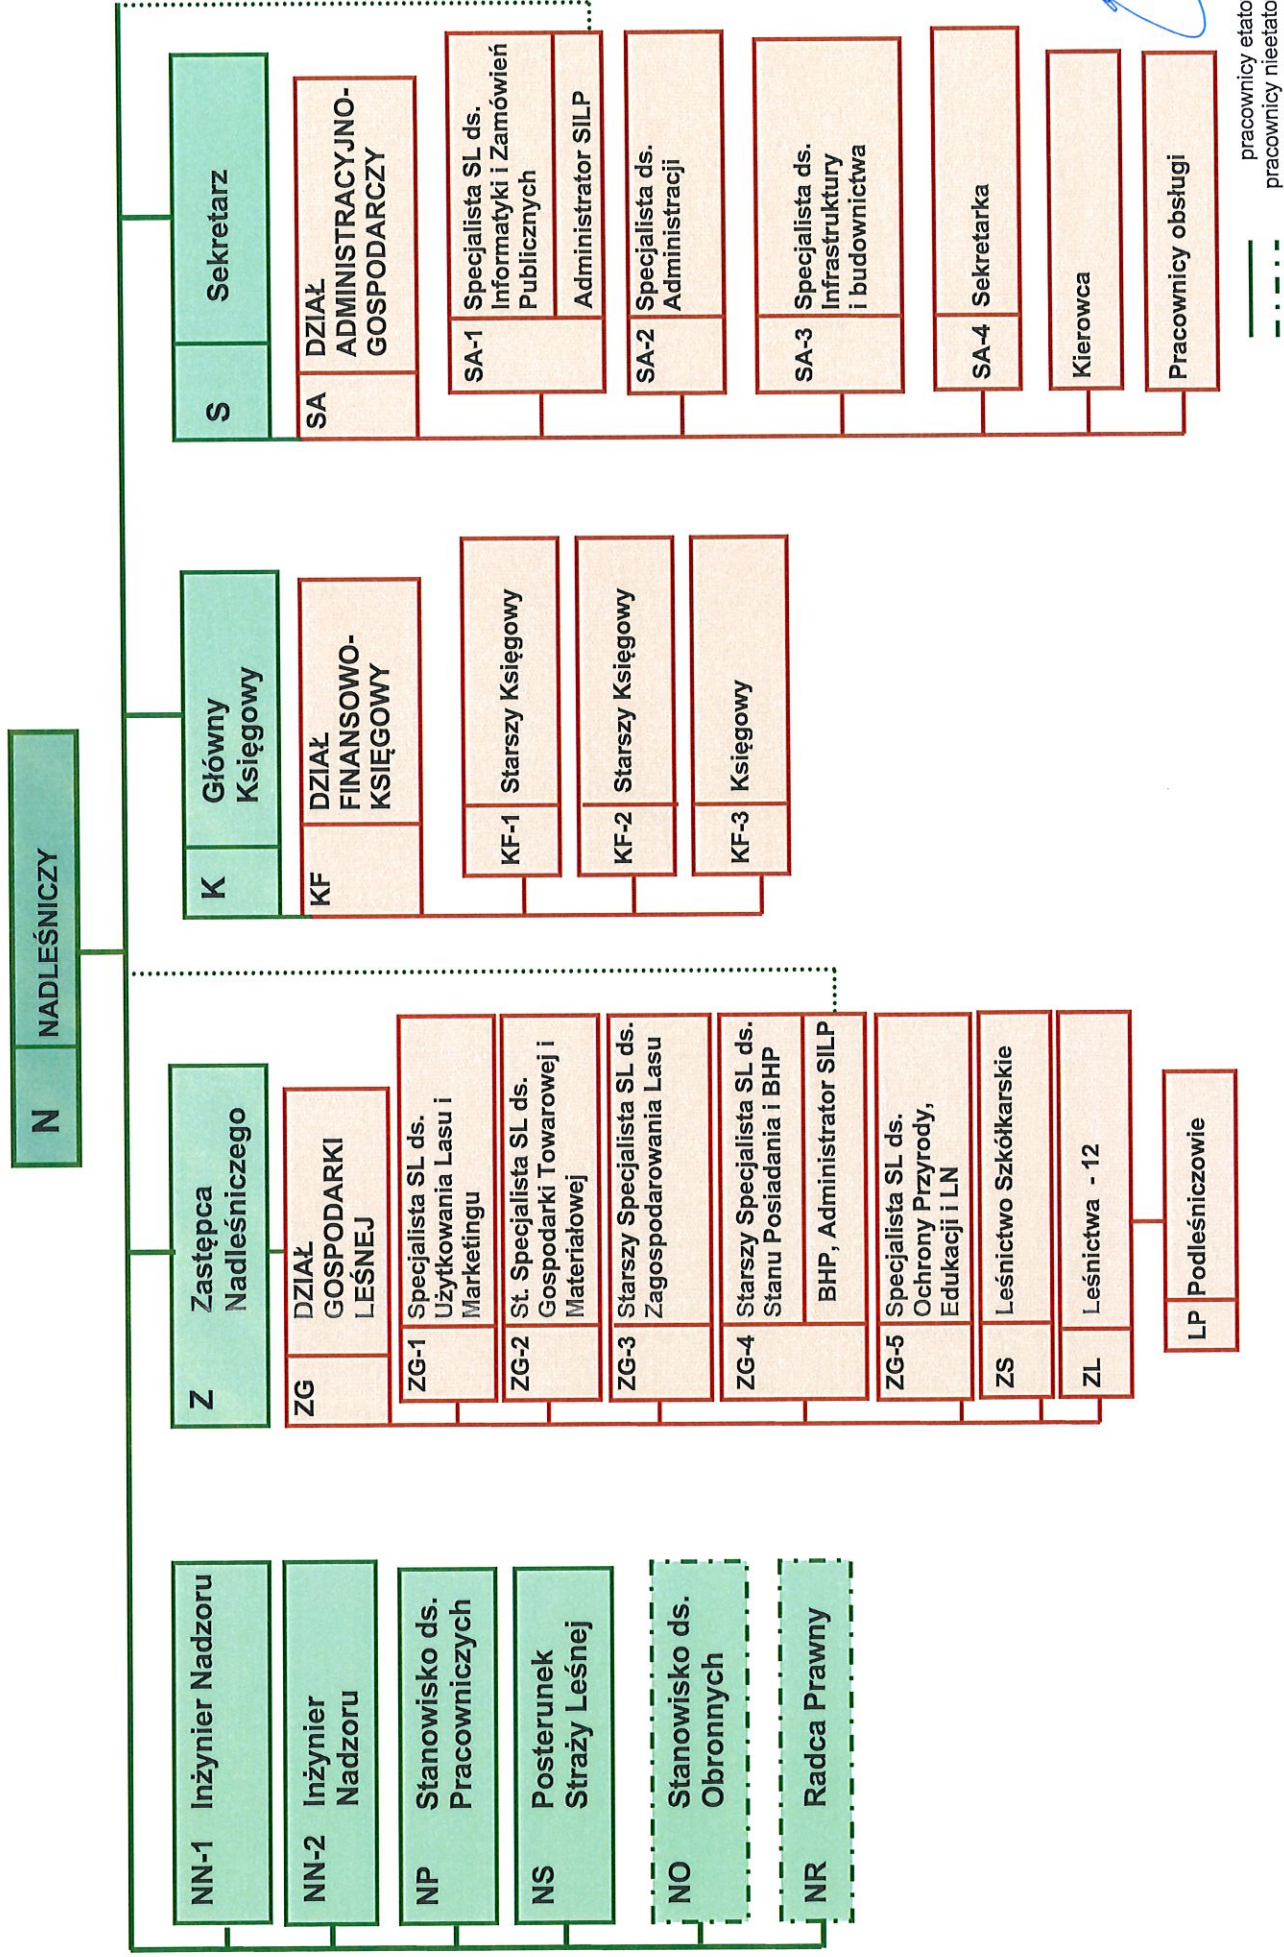 N NADLEŚNICZY
NN-1 Inżynier Nadzoru
NN-2 Inżynier
Nadzoru
NP Stanowisko ds.
Pracowniczych
NS Posterunek
Straży Leśnej
NO Stanowisko ds.
Obronnych
NR Radca Prawny
Z Zastępca
Nadleśniczego
ZG DZIAŁ
GOSPODARKI
LEŚNEJ
ZG-1 Specjalista SL ds.
Użytkowania Lasu i
Marketingu
ZG-2 St. Specjalista SL ds.
Gospodarki Towarowej i
Materiałowej
ZG-3 Starszy Specjalista SL ds.
Zagospodarowania Lasu
ZG-4 Starszy Specjalista SL ds.
Stanu Posiadania i BHP
BHP, Administrator SILP
ZG-5 Specjalista SL ds.
Ochrony Przyrody,
Edukacji i LN
ZS Leśnictwo Szkółkarskie
ZL Leśnictwa - 12
LP Podleśniczowie
K Główny
Księgowy
KF DZIAŁ
FINANSOWO-
KSIĘGOWY
KF-1 Starszy Księgowy
KF-2 Starszy Księgowy
KF-3 Księgowy
S Sekretarz
SA DZIAŁ
ADMINISTRACYJNO-
GOSPODARCZY
SA-1 Specjalista SL ds.
Informatyki i Zamówień
Publicznych
Administrator SILP
SA-2 Specjalista ds.
Administracji
SA-3 Specjalista ds.
Infrastruktury
i budownictwa
SA-4 Sekretarka
Kierowca
Pracownicy obsługi
pracownicy etato
pracownicy nieetato